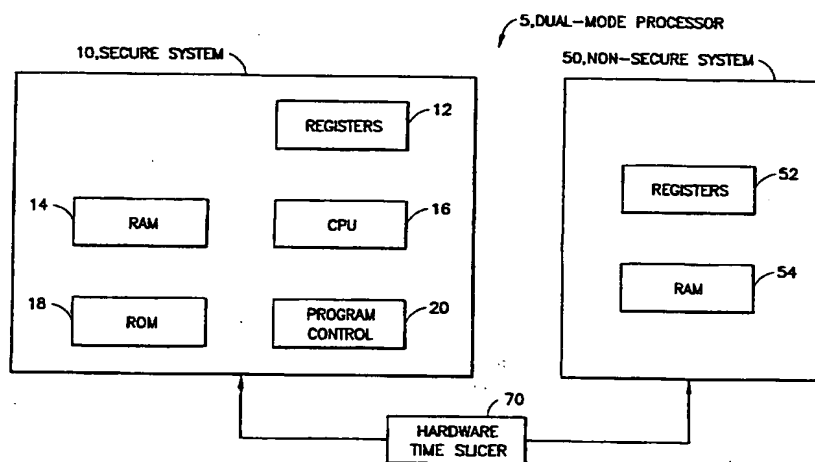 5,DUAL-MODE PROCESSOR
10,SECURE SYSTEM
50,NON-SECURE SYSTEM
12
REGISTERS
14
RAM
16
CPU
18
ROM
20
PROGRAM
CONTROL
52
REGISTERS
54
RAM
70
HARDWARE
TIME SLICER